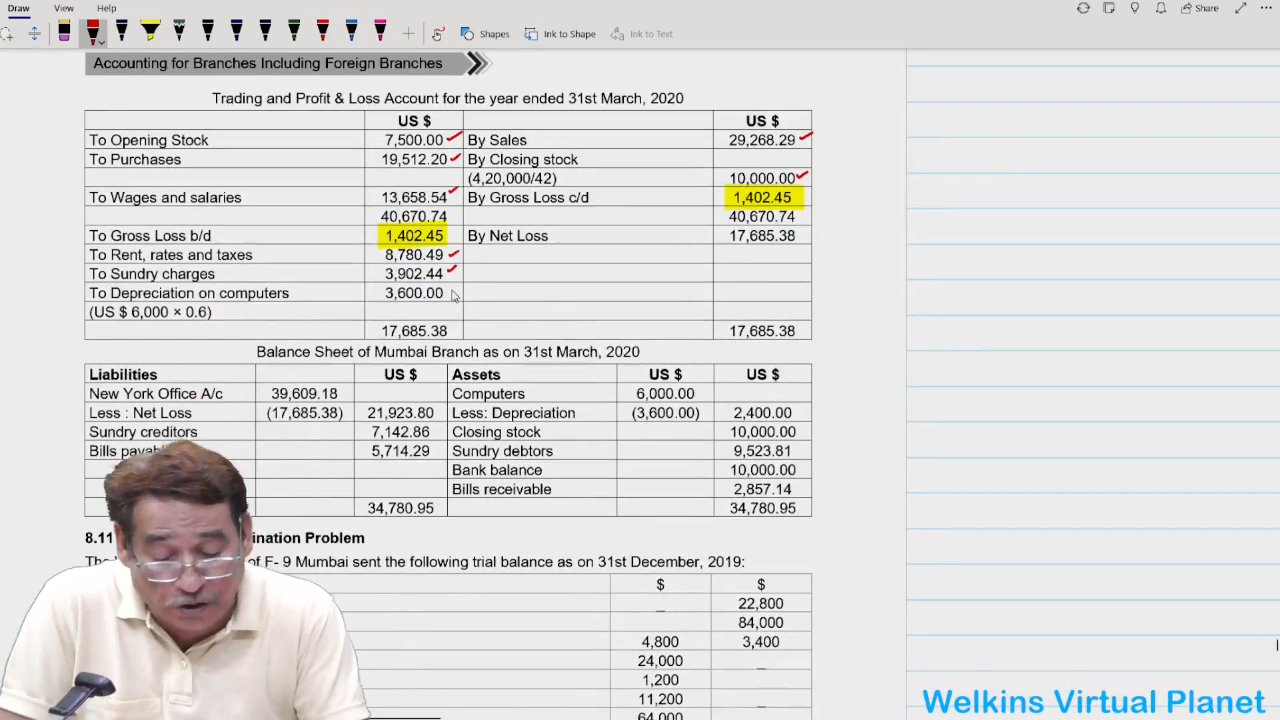 Draw View Help
Shapes Ink to Shape Ink to Text Share
Accounting for Branches Including Foreign Branches
Trading and Profit & Loss Account for the year ended 31st March, 2020
US $ US $
To Opening Stock 7,500.00 By Sales 29,268.29
To Purchases 19,512.20 By Closing stock
(4,20,000/42) 10,000.00
To Wages and salaries 13,658.54 By Gross Loss c/d 1,402.45
40,670.74 40,670.74
To Gross Loss b/d 1,402.45 By Net Loss 17,685.38
To Rent, rates and taxes 8,780.49
To Sundry charges 3,902.44
To Depreciation on computers 3,600.00
(US $ 6,000 × 0.6)
17,685.38 17,685.38
Balance Sheet of Mumbai Branch as on 31st March, 2020
Liabilities US $ Assets US $ US $
New York Office A/c 39,609.18 Computers 6,000.00
Less : Net Loss (17,685.38) 21,923.80 Less: Depreciation (3,600.00) 2,400.00
Sundry creditors 7,142.86 Closing stock 10,000.00
Bills 5,714.29 Sundry debtors 9,523.81
Bank balance 10,000.00
Bills receivable 2,857.14
34,780.95 34,780.95
8.11 Problem
of F- 9 Mumbai sent the following trial balance as on 31st December, 2019:
$ $
_ 22,800
84,000
4,800 3,400
24,000 _
1,200
11,200 _
64,000
Welkins Virtual Planet